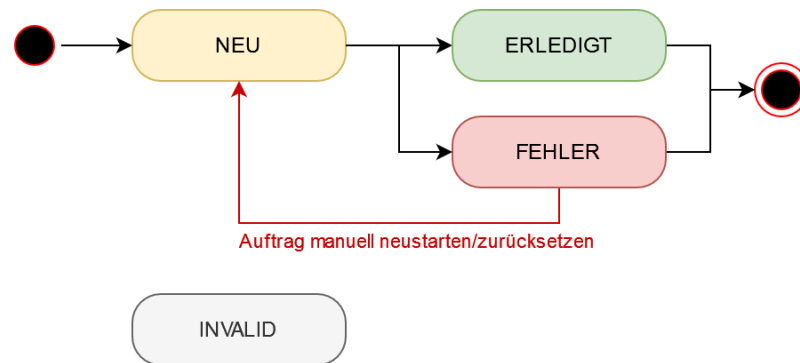 NEU
ERLEDIGT
FEHLER
Auftrag manuell neustarten/zurücksetzen
INVALID